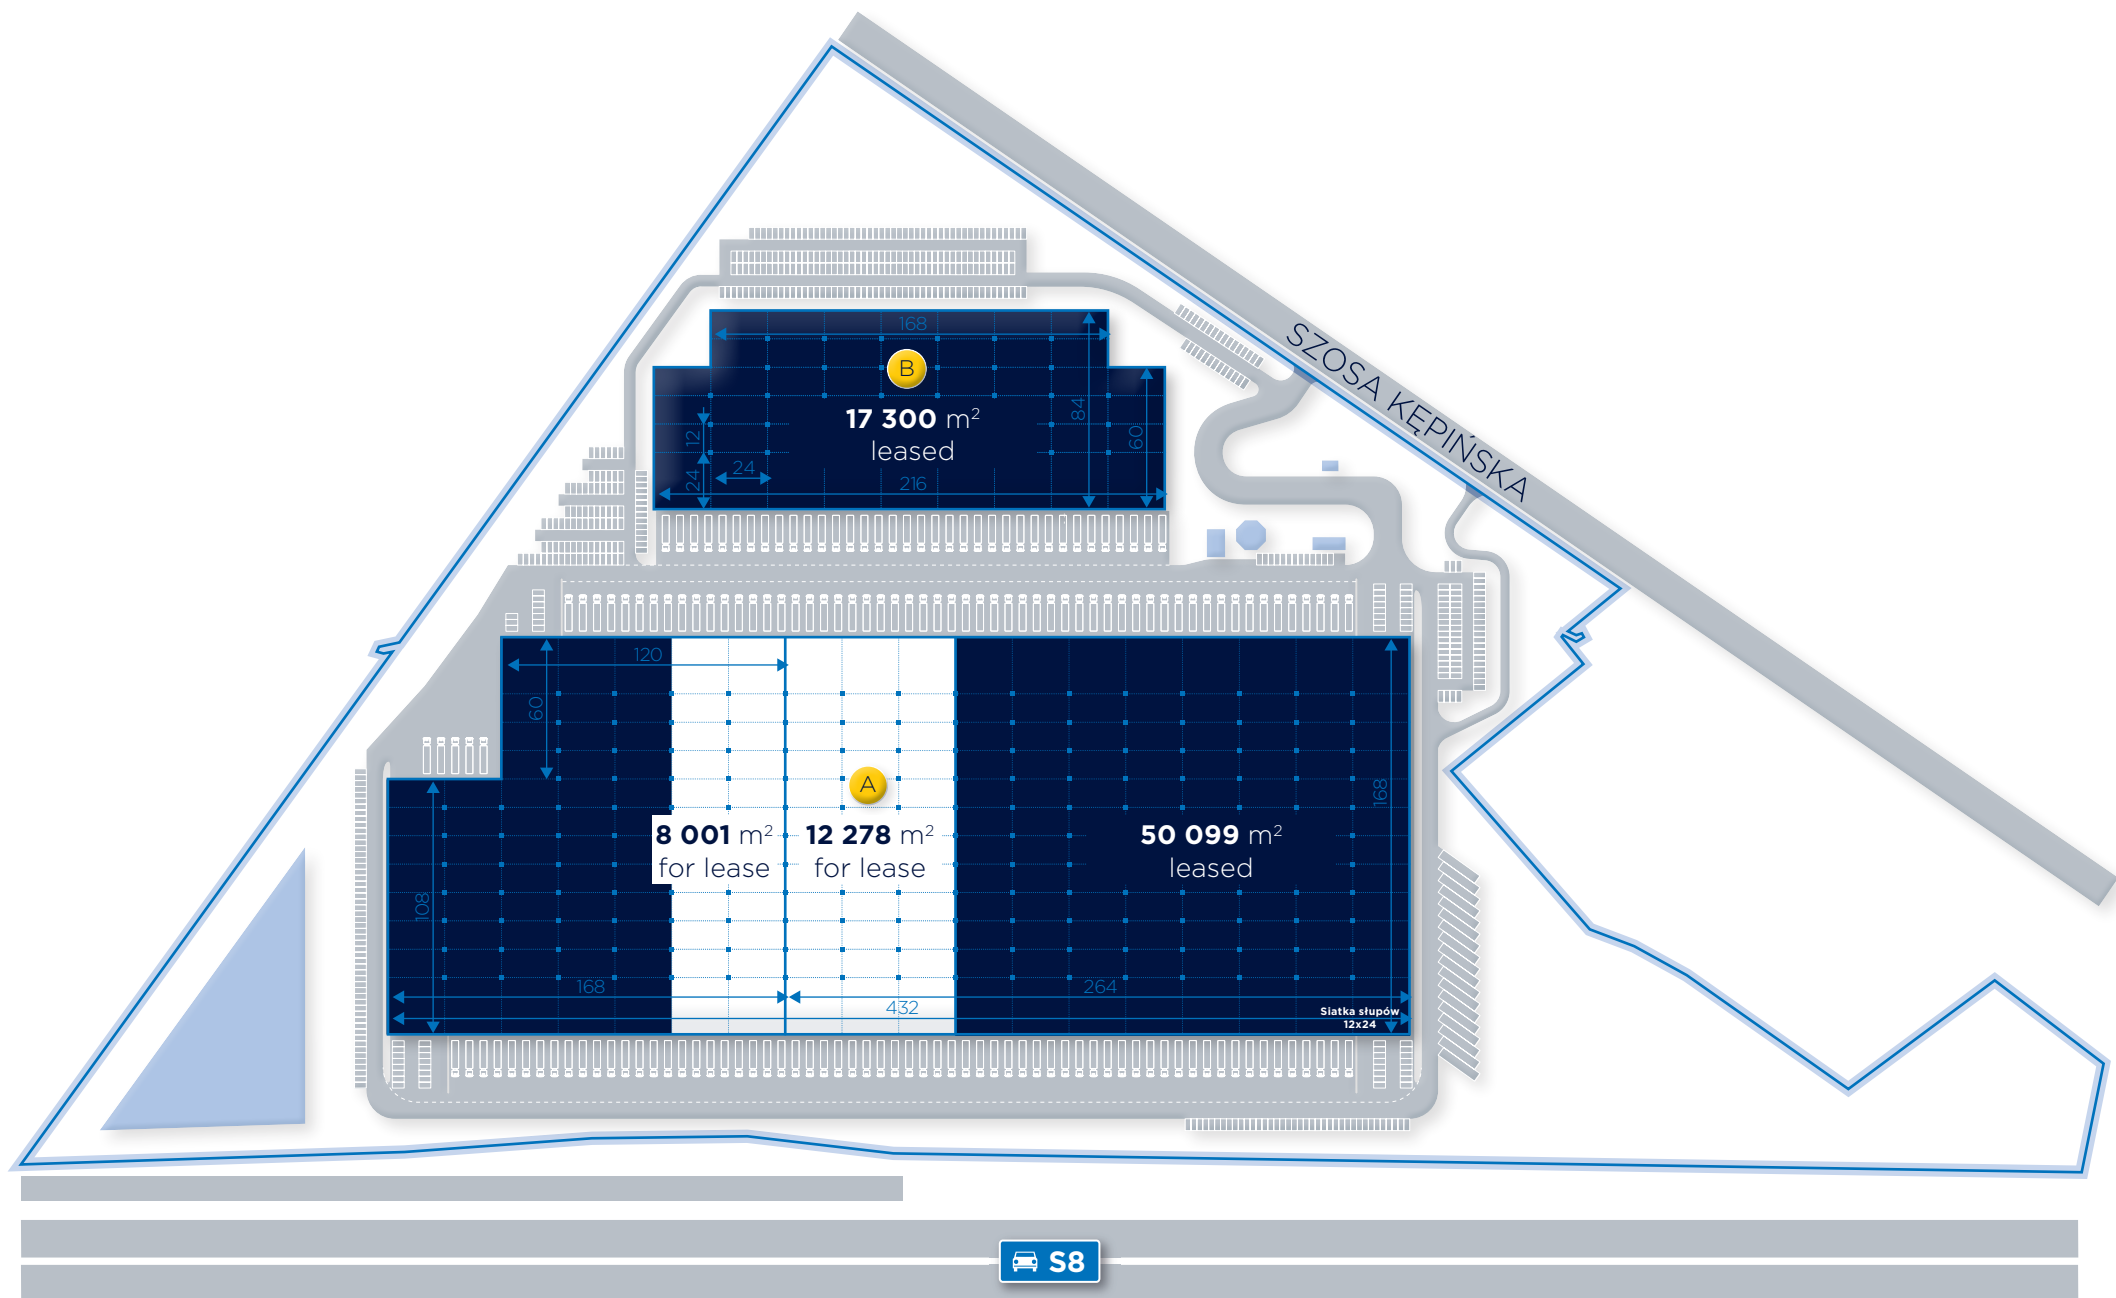 SZOSA KĘPIŃSKA
168
B
17 300 m²
leased
84
60
12
24
24
216
120
60
A
168
8 001 m²
for lease
12 278 m²
for lease
50 099 m²
leased
108
168
264
432
Siatka słupów
12x24
S8